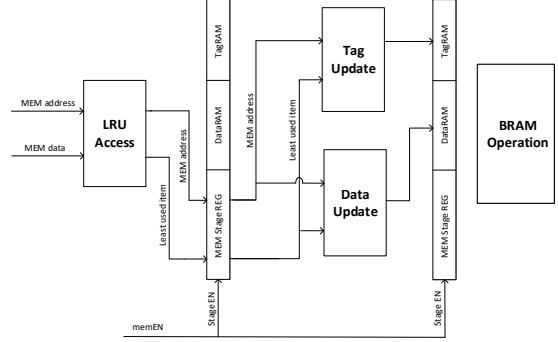 MEM address
MEM data
LRU
Access
MEM address
Least used item
TagRAM
DataRAM
MEM Stage REG
Stage EN
memEN
MEM address
Least used item
Tag
Update
Data
Update
TagRAM
DataRAM
MEM Stage REG
Stage EN
BRAM
Operation